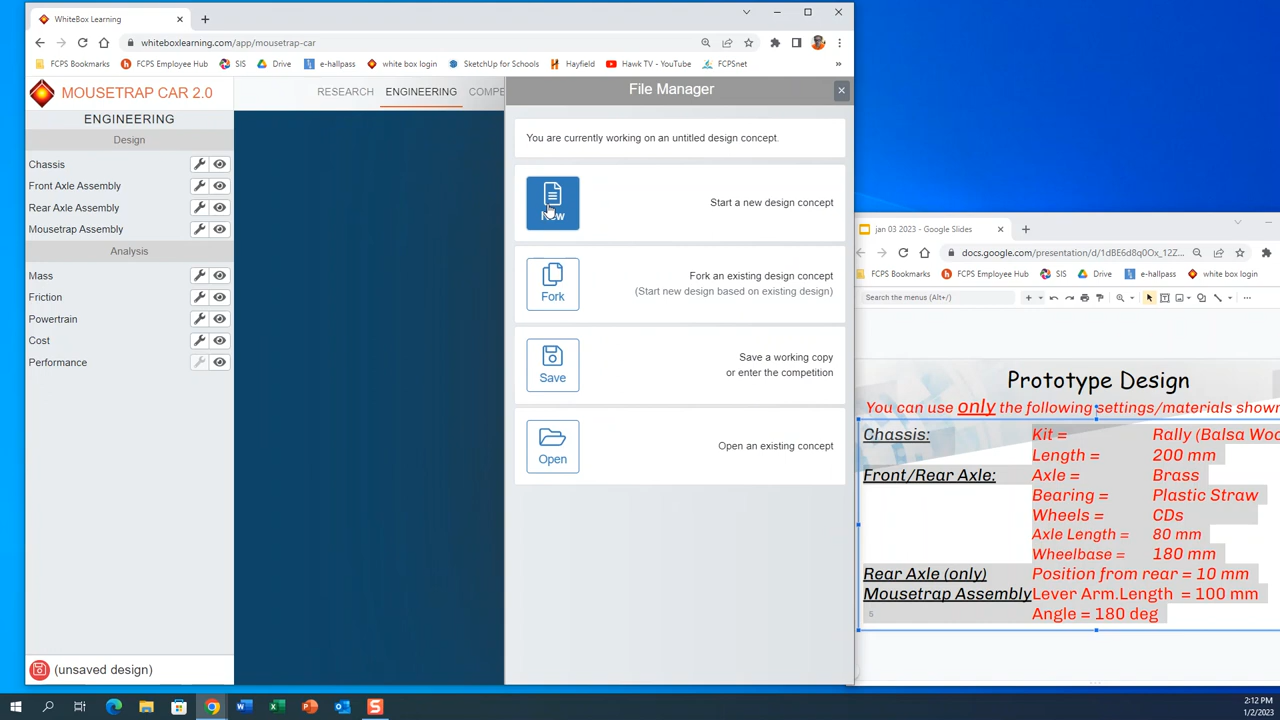 WhiteBox Learning
whiteboxlearning.com/app/mousetrap-car
FCPS Bookmarks
FCPS Employee Hub
SIS
Drive
e-hallpass
white box login
SketchUp for Schools
Hayfield
Hawk TV - YouTube
FCPSnet
»
MOUSETRAP CAR 2.0
RESEARCH
ENGINEERING
COMPE
File Manager
ENGINEERING
Design
Chassis
Front Axle Assembly
Rear Axle Assembly
Mousetrap Assembly
Analysis
Mass
Friction
Powertrain
Cost
Performance
(unsaved design)
You are currently working on an untitled design concept.
New
Start a new design concept
Fork
Fork an existing design concept
(Start new design based on existing design)
Save
Save a working copy
or enter the competition
Open
Open an existing concept
jan 03 2023 - Google Slides
docs.google.com/presentation/d/1dBE6d8q0Ox_17Z...
FCPS Bookmarks
FCPS Employee Hub
SIS
Drive
e-hallpass
white box login
Search the menus (Alt+/)
Prototype Design
You can use only the following settings/materials shown
Chassis: Kit = Rally (Balsa Woo
Length = 200 mm
Front/Rear Axle: Axle = Brass
Bearing = Plastic Straw
Wheels = CDs
Axle Length = 80 mm
Wheelbase = 180 mm
Rear Axle (only) Position from rear = 10 mm
Mousetrap Assembly Lever Arm.Length = 100 mm
5 Angle = 180 deg
2:12 PM
1/2/2023